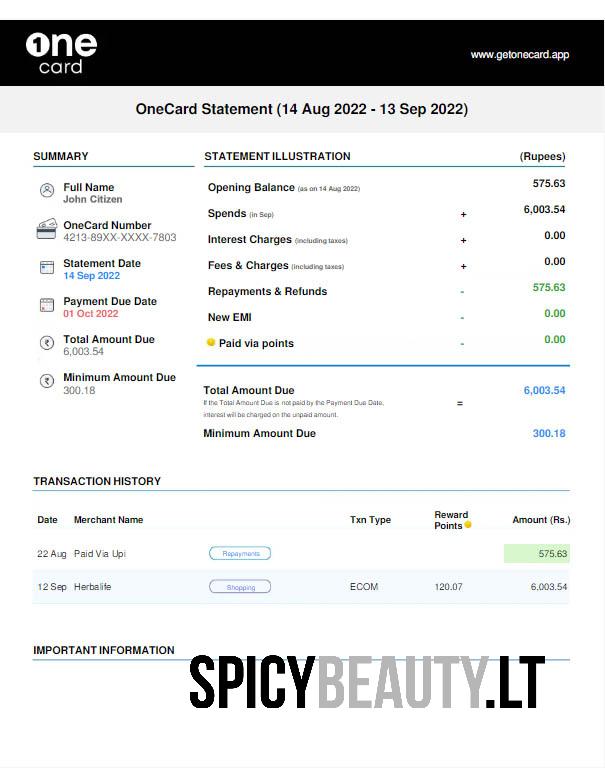 One
card
www.getonecard.app
OneCard Statement (14 Aug 2022 - 13 Sep 2022)
SUMMARY
Full Name
John Citizen
OneCard Number
4213-89XX-XXXX-7803
Statement Date
14 Sep 2022
Payment Due Date
01 Oct 2022
Total Amount Due
6,003.54
Minimum Amount Due
300.18
STATEMENT ILLUSTRATION (Rupees)
Opening Balance (as on 14 Aug 2022) 575.63
Spends (in Sep) + 6,003.54
Interest Charges (including taxes) + 0.00
Fees & Charges (including taxes) + 0.00
Repayments & Refunds - 575.63
New EMI - 0.00
Paid via points - 0.00
Total Amount Due = 6,003.54
If the Total Amount Due is not paid by the Payment Due Date,
interest will be charged on the unpaid amount.
Minimum Amount Due 300.18
TRANSACTION HISTORY
Date Merchant Name Txn Type Reward Points Amount (Rs.)
22 Aug Paid Via Upi Repayments 575.63
12 Sep Herbalife Shopping ECOM 120.07 6,003.54
IMPORTANT INFORMATION
SPICYBEAUTY.LT